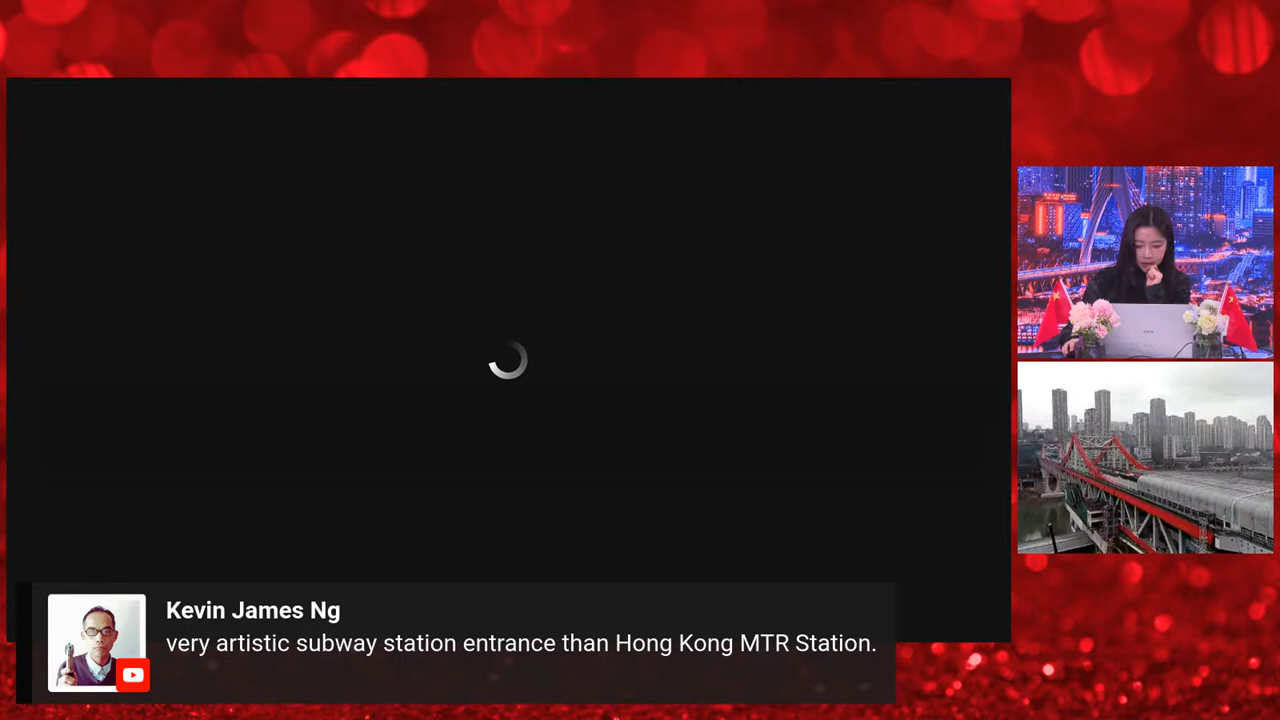 Kevin James Ng
very artistic subway station entrance than Hong Kong MTR Station.